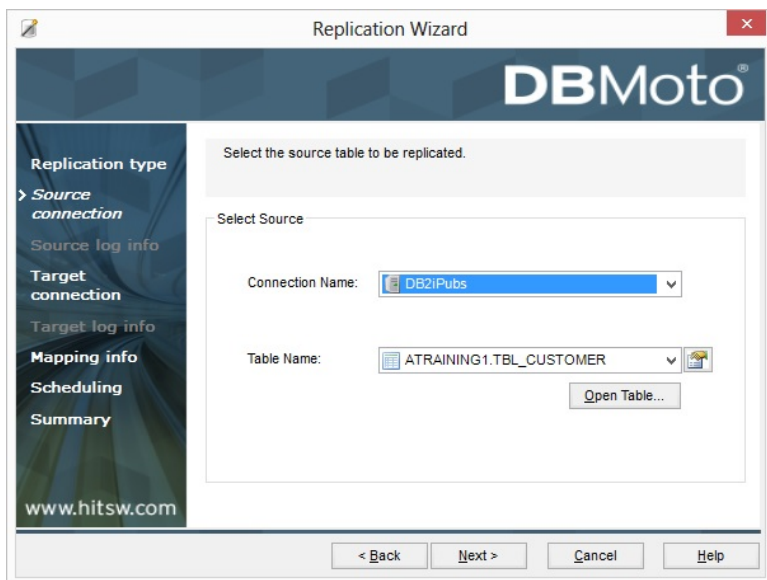 Replication Wizard
DBMoto®
Replication type
> Source
connection
Source log info
Target
connection
Target log info
Mapping info
Scheduling
Summary
www.hitsw.com
Select the source table to be replicated.
Select Source
Connection Name:
DB2iPubs
Table Name:
ATRAINING1.TBL_CUSTOMER
Open Table...
< Back
Next >
Cancel
Help